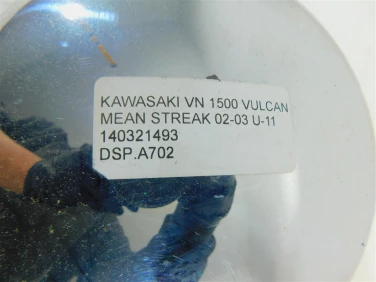 KAWASAKI VN 1500 VULCAN
MEAN STREAK 02-03 U-11
140321493
DSP.A702